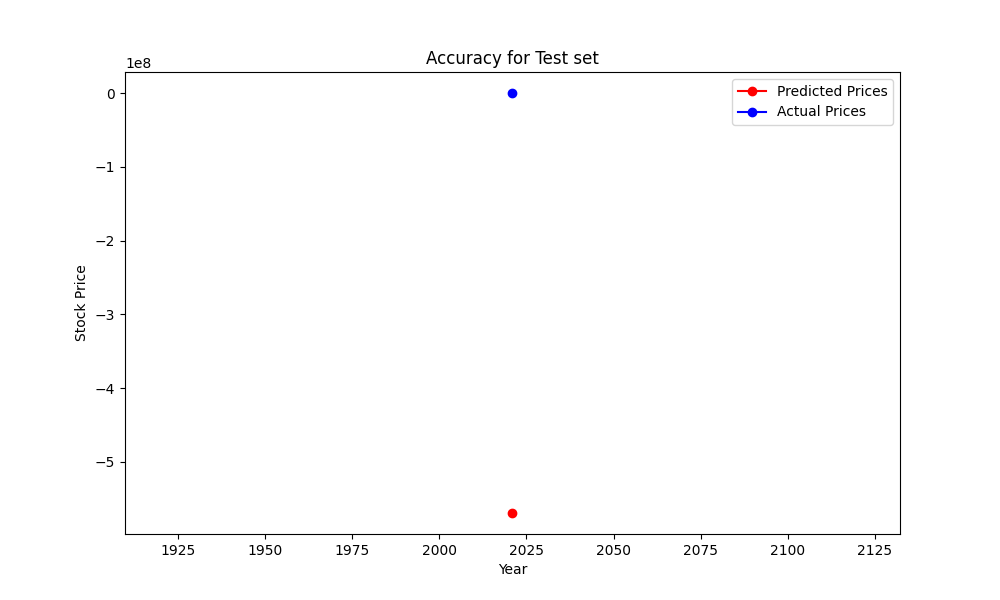 Accuracy for Test set
1e8
Predicted Prices
Actual Prices
0
−1
−2
−3
−4
−5
Stock Price
1925 1950 1975 2000 2025 2050 2075 2100 2125
Year